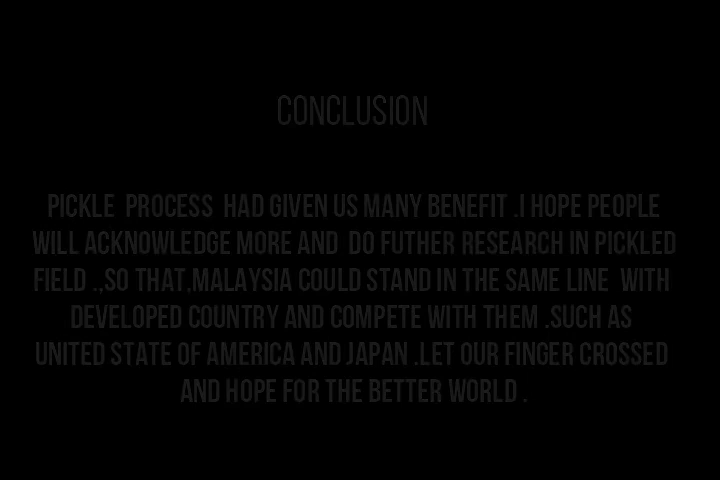 CONCLUSION
PICKLE PROCESS HAD GIVEN US MANY BENEFIT .I HOPE PEOPLE
WILL ACKNOWLEDGE MORE AND DO FUTHER RESEARCH IN PICKLED
FIELD .,SO THAT,MALAYSIA COULD STAND IN THE SAME LINE WITH
DEVELOPED COUNTRY AND COMPETE WITH THEM .SUCH AS
UNITED STATE OF AMERICA AND JAPAN .LET OUR FINGER CROSSED
AND HOPE FOR THE BETTER WORLD .